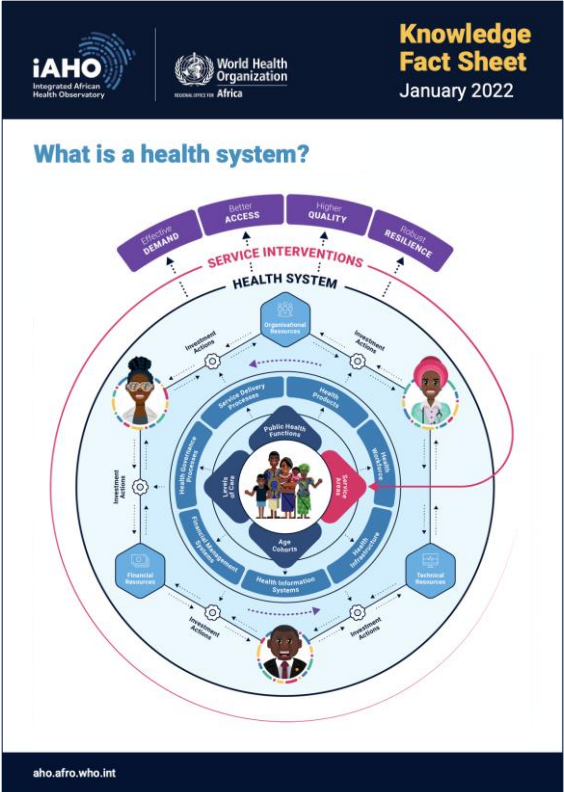 iAHO
Integrated African
Health Observatory
World Health
Organization
REGIONAL OFFICE FOR Africa
Knowledge
Fact Sheet
January 2022
What is a health system?
Effective
DEMAND
Better
ACCESS
Higher
QUALITY
Robust
RESILIENCE
SERVICE INTERVENTIONS
HEALTH SYSTEM
Organisational
Resources
Investment
Actions
Investment
Actions
Service Delivery
Processes
Health
Products
Public Health
Functions
Health Governance
Processes
Levels
of Care
Service
Areas
Health
Workforce
Investment
Actions
Age
Cohorts
Financial Management
Systems
Health
Infrastructure
Health Information
Systems
Financial
Resources
Technical
Resources
Investment
Actions
Investment
Actions
aho.afro.who.int